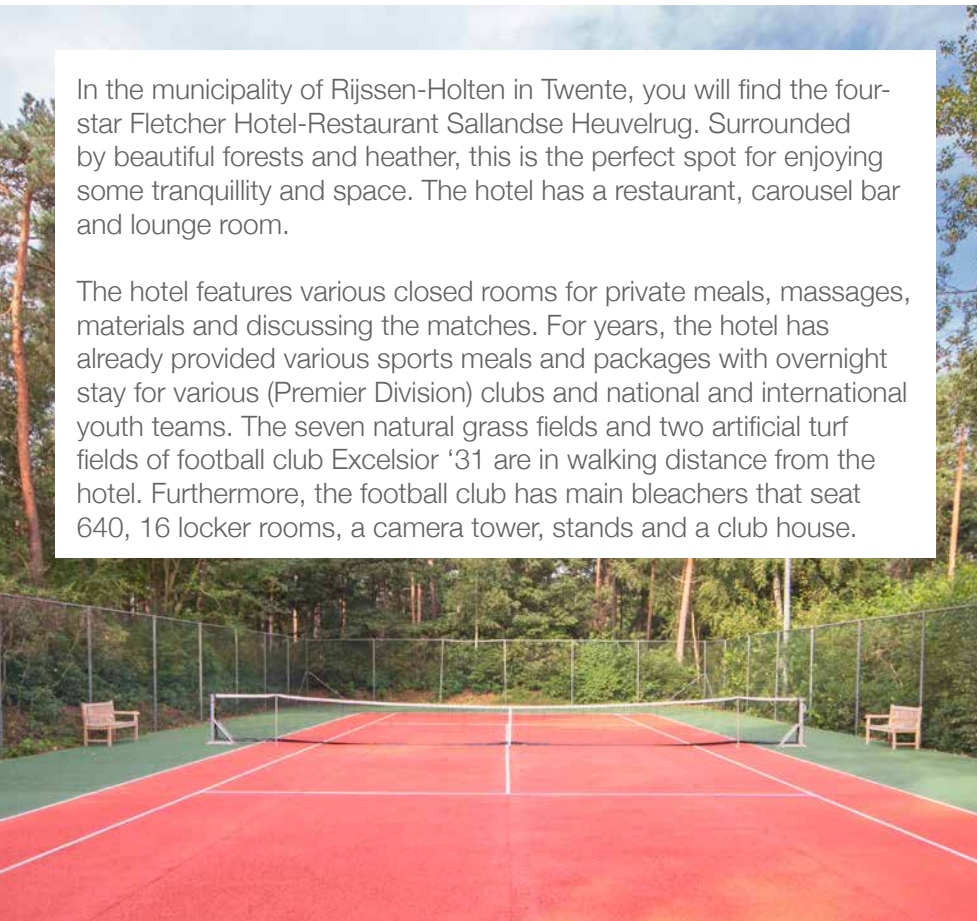 In the municipality of Rijssen-Holten in Twente, you will find the four-
star Fletcher Hotel-Restaurant Sallandse Heuvelrug. Surrounded
by beautiful forests and heather, this is the perfect spot for enjoying
some tranquillity and space. The hotel has a restaurant, carousel bar
and lounge room.

The hotel features various closed rooms for private meals, massages,
materials and discussing the matches. For years, the hotel has
already provided various sports meals and packages with overnight
stay for various (Premier Division) clubs and national and international
youth teams. The seven natural grass fields and two artificial turf
fields of football club Excelsior ‘31 are in walking distance from the
hotel. Furthermore, the football club has main bleachers that seat
640, 16 locker rooms, a camera tower, stands and a club house.